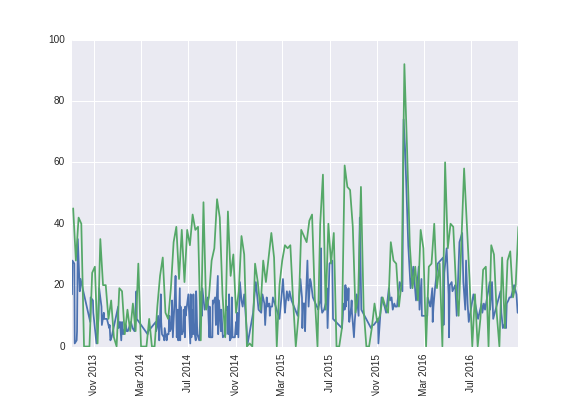 100
80
60
40
20
0
Nov 2013
Mar 2014
Jul 2014
Nov 2014
Mar 2015
Jul 2015
Nov 2015
Mar 2016
Jul 2016